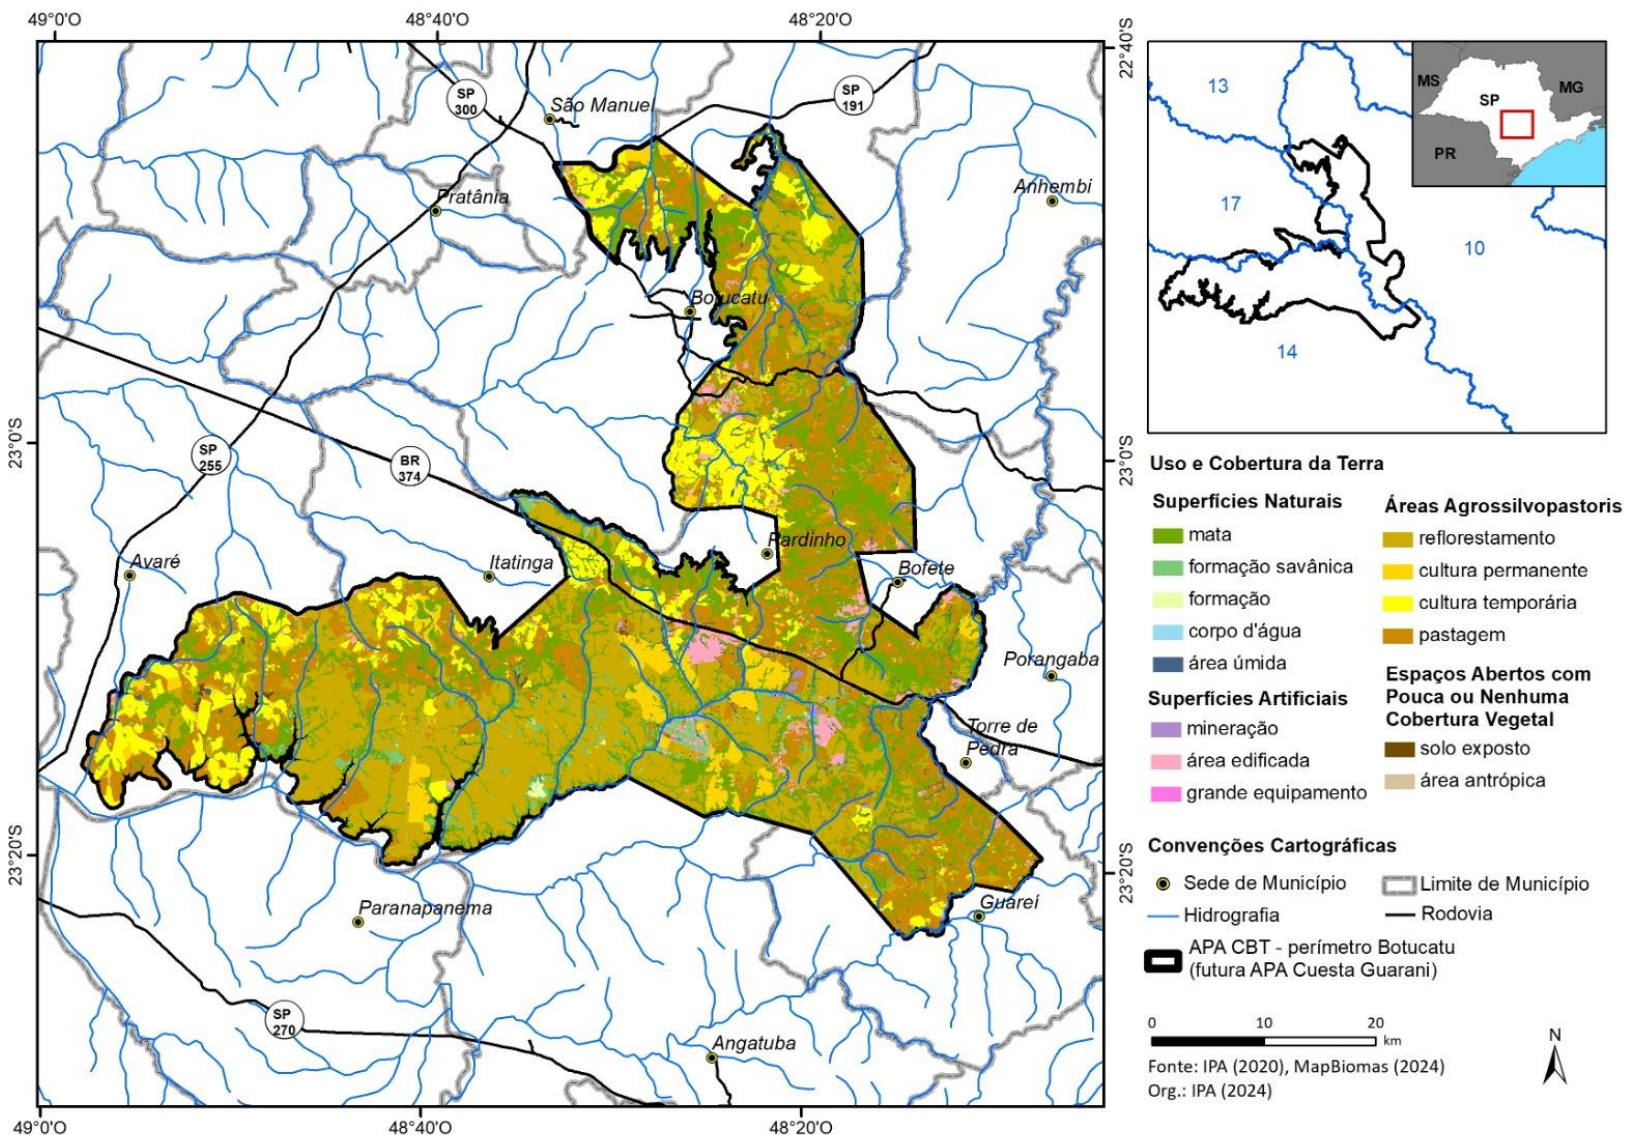 49°0'O
48°40'O
48°20'O
22°40'S
SP
300
São Manuel
SP
191
Pratânia
Anhembi
Botucatu
23°0'S
23°0'S
SP
255
BR
374
Pardinho
Avaré
Itatinga
Bofete
Porangaba
Torre de
Pedra
23°20'S
23°20'S
Paranapanema
Guareí
SP
270
Angatuba
49°0'O
48°40'O
48°20'O
13
17
10
14
MS
SP
MG
PR
Uso e Cobertura da Terra
Superfícies Naturais
mata
formação savânica
formação
corpo d'água
área úmida
Superfícies Artificiais
mineração
área edificada
grande equipamento
Áreas Agrossilvopastoris
reflorestamento
cultura permanente
cultura temporária
pastagem
Espaços Abertos com
Pouca ou Nenhuma
Cobertura Vegetal
solo exposto
área antrópica
Convenções Cartográficas
Sede de Município
Limite de Município
Hidrografia
Rodovia
APA CBT - perímetro Botucatu
(futura APA Cuesta Guarani)
0 10 20
km
N
Fonte: IPA (2020), MapBiomas (2024)
Org.: IPA (2024)